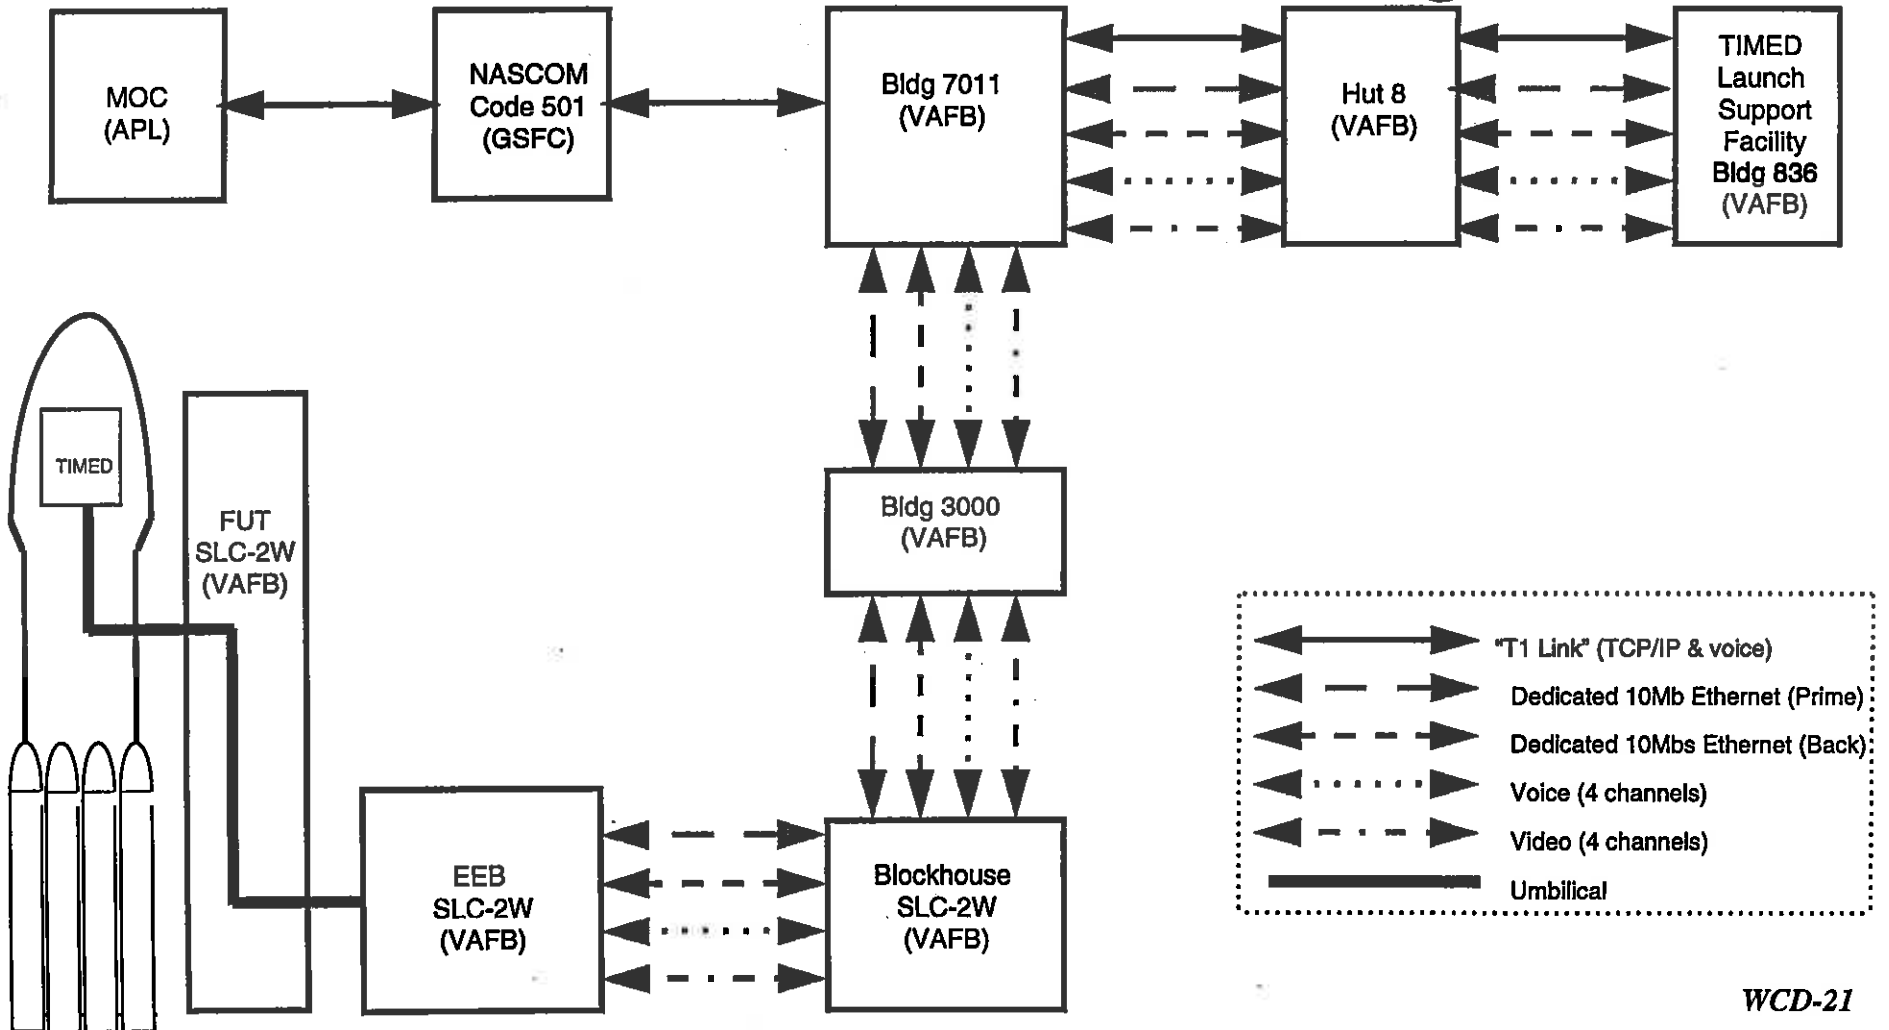 MOC
(APL)
NASCOM
Code 501
(GSFC)
Bldg 7011
(VAFB)
Hut 8
(VAFB)
TIMED
Launch
Support
Facility
Bldg 836
(VAFB)
TIMED
FUT
SLC-2W
(VAFB)
Bldg 3000
(VAFB)
EEB
SLC-2W
(VAFB)
Blockhouse
SLC-2W
(VAFB)
"T1 Link" (TCP/IP & voice)
Dedicated 10Mb Ethernet (Prime)
Dedicated 10Mbs Ethernet (Back)
Voice (4 channels)
Video (4 channels)
Umbilical
WCD-21